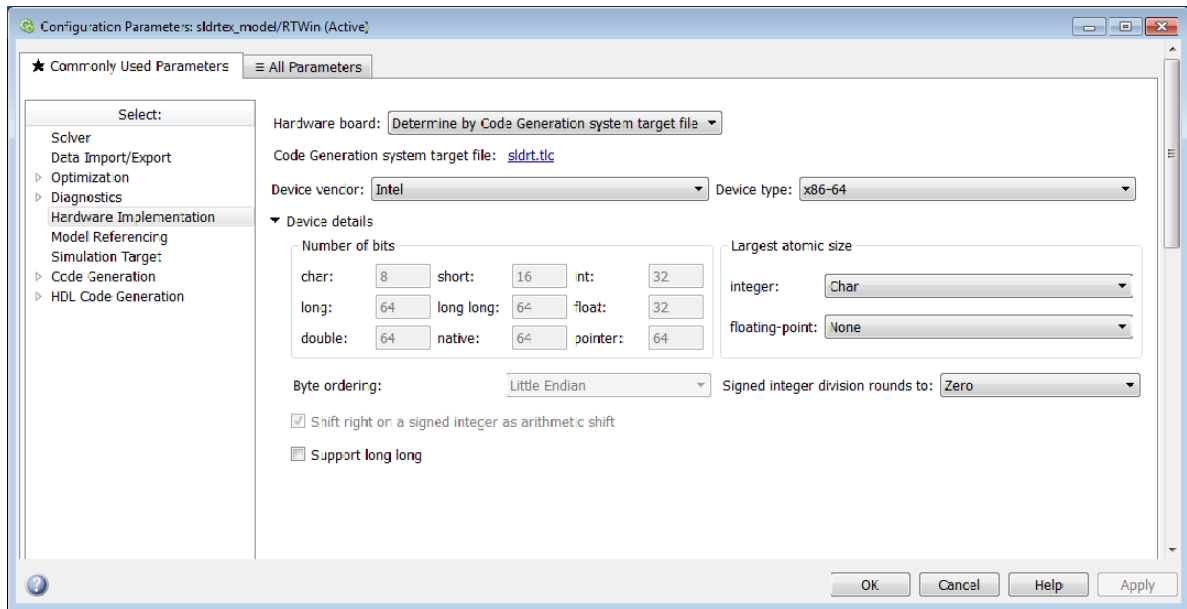 Configuration Parameters: sldrtex_model/RTWin (Active)
★ Commonly Used Parameters
≡ All Parameters
Select:
Solver
Data Import/Export
Optimization
Diagnostics
Hardware Implementation
Model Referencing
Simulation Target
Code Generation
HDL Code Generation
Hardware board: Determine by Code Generation system target file
Code Generation system target file: sldrt.tlc
Device vendor: Intel Device type: x86-64
Device details
Number of bits
char: 8 short: 16 int: 32
long: 64 long long: 64 float: 32
double: 64 native: 64 pointer: 64
Largest atomic size
integer: Char
floating-point: None
Byte ordering: Little Endian Signed integer division rounds to: Zero
Shift right on a signed integer as arithmetic shift
Support long long
OK Cancel Help Apply